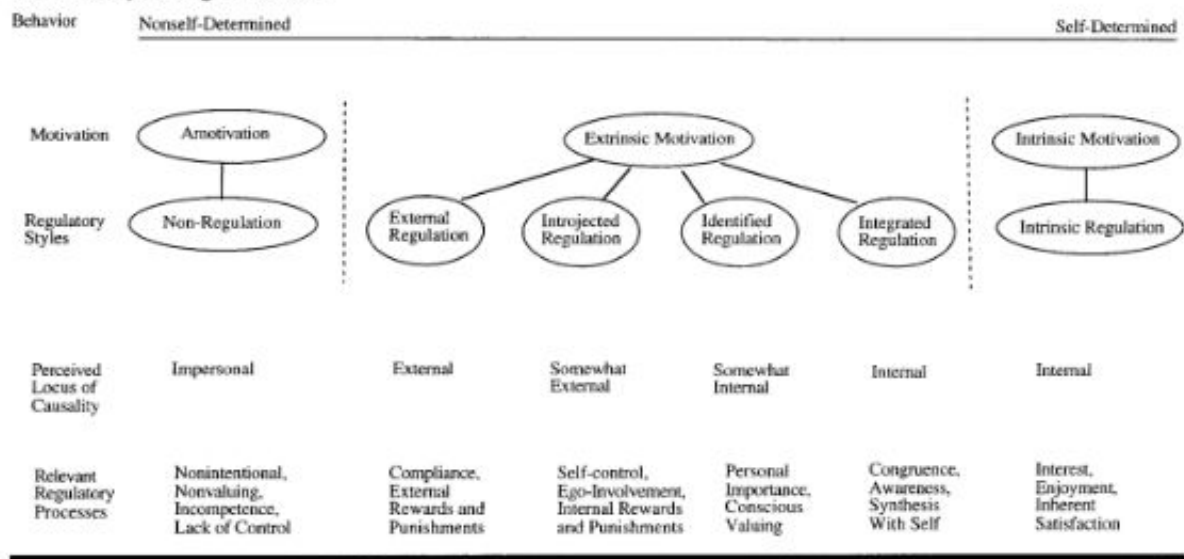 Behavior Nonself-Determined Self-Determined
Motivation Amotivation Extrinsic Motivation Intrinsic Motivation
Regulatory
Styles
Non-Regulation
External
Regulation
Introjected
Regulation
Identified
Regulation
Integrated
Regulation
Intrinsic Regulation
Perceived
Locus of
Causality
Impersonal
External
Somewhat
External
Somewhat
Internal
Internal
Internal
Relevant
Regulatory
Processes
Nonintentional,
Nonvaluing,
Incompetence,
Lack of Control
Compliance,
External
Rewards and
Punishments
Self-control,
Ego-Involvement,
Internal Rewards
and Punishments
Personal
Importance,
Conscious
Valuing
Congruence,
Awareness,
Synthesis
With Self
Interest,
Enjoyment,
Inherent
Satisfaction